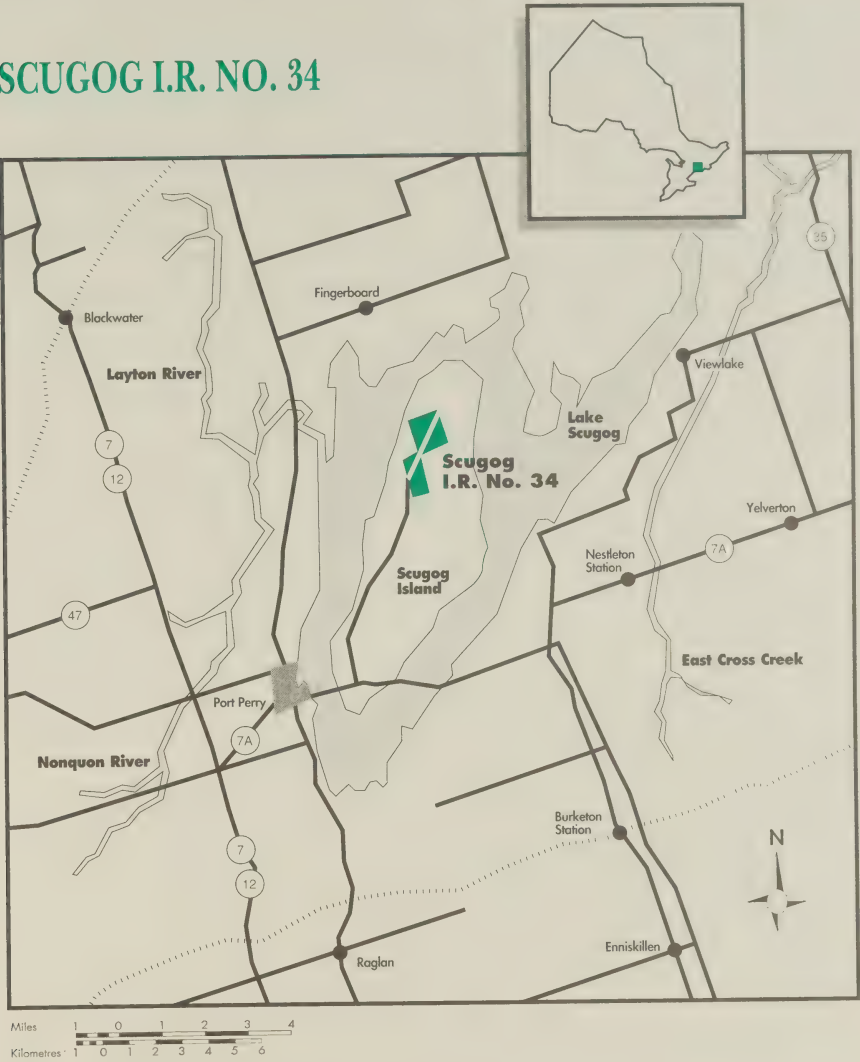 SCUGOG I.R. NO. 34
35
Fingerboard
Blackwater
Layton River
Viewlake
Lake
Scugog
7
12
Scugog
I.R. No. 34
Yelverton
7A
Nestleton
Station
Scugog
Island
47
East Cross Creek
Port Perry
7A
Nonquon River
Burketon
Station
N
7
12
Enniskillen
Raglan
Miles 1 0 1 2 3 4
Kilometres 1 0 1 2 3 4 5 6